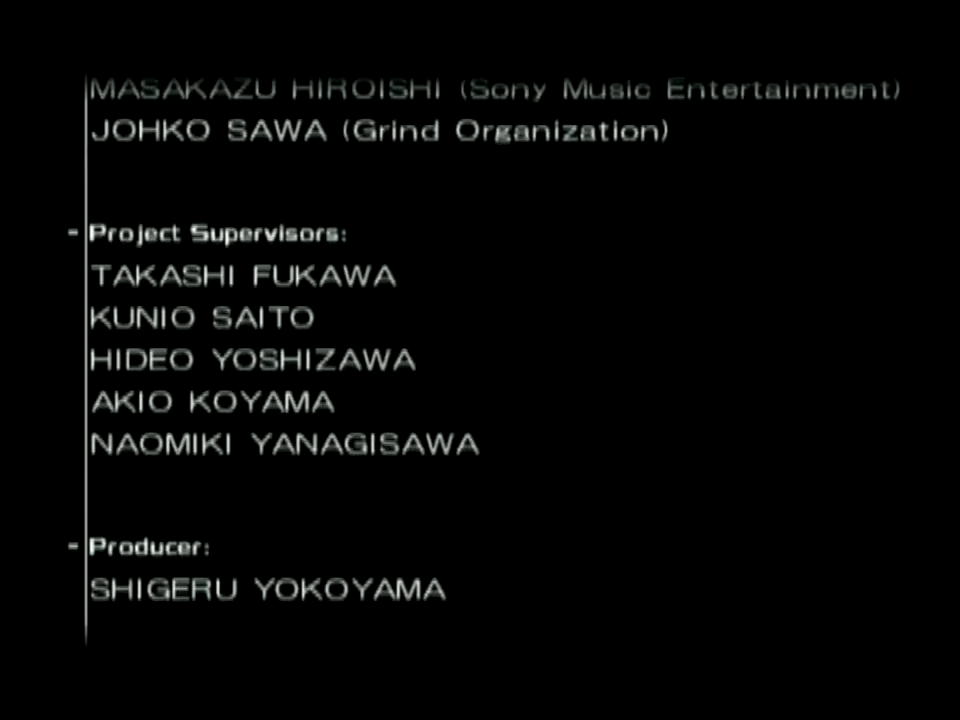 MASAKAZU HIROISHI (Sony Music Entertainment)
JOHKO SAWA (Grind Organization)
- Project Supervisors:
TAKASHI FUKAWA
KUNIO SAITO
HIDEO YOSHIZAWA
AKIO KOYAMA
NAOMIKI YANAGISAWA
- Producer:
SHIGERU YOKOYAMA